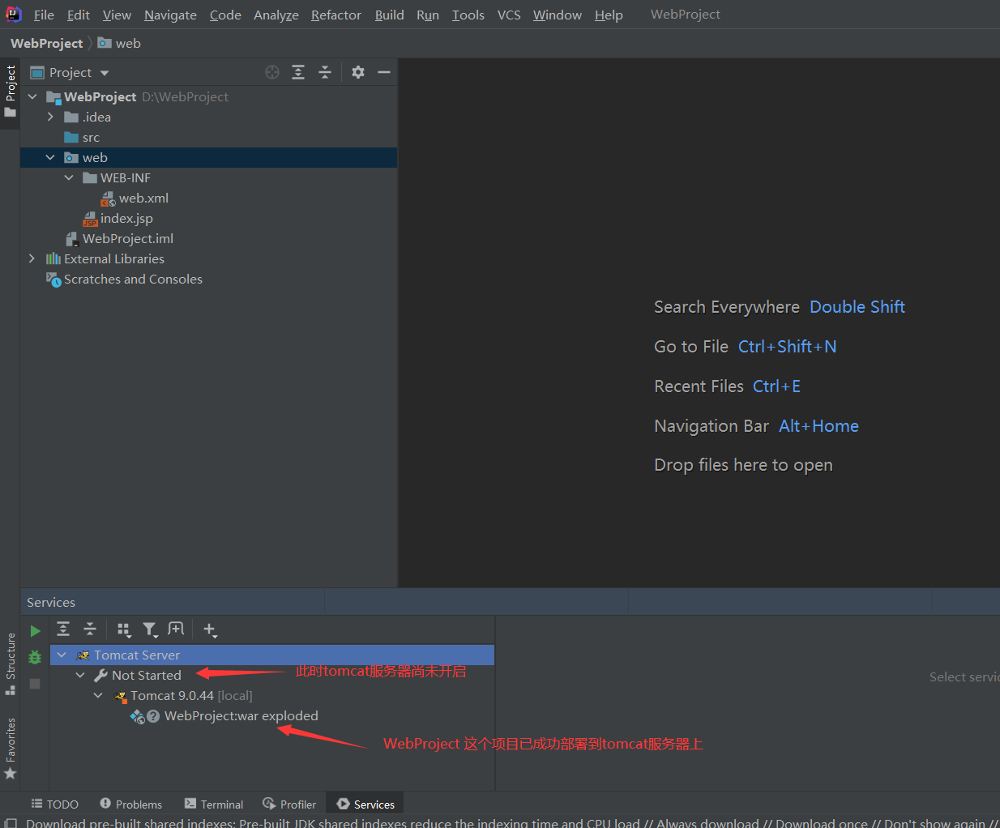 File Edit View Navigate Code Analyze Refactor Build Run Tools VCS Window Help WebProject
WebProject web
Project
Project
WebProject D:\WebProject
.idea
src
web
WEB-INF
web.xml
index.jsp
WebProject.iml
External Libraries
Scratches and Consoles
Search Everywhere Double Shift
Go to File Ctrl+Shift+N
Recent Files Ctrl+E
Navigation Bar Alt+Home
Drop files here to open
Services
Structure
Favorites
Tomcat Server
Not Started
此时tomcat服务器尚未开启
Tomcat 9.0.44 [local]
WebProject:war exploded
WebProject 这个项目已成功部署到tomcat服务器上
Select servic
TODO Problems Terminal Profiler Services
Download pre-built shared indexes: Pre-built JDK shared indexes reduce the indexing time and CPU load // Always download // Download once // Don't show again //